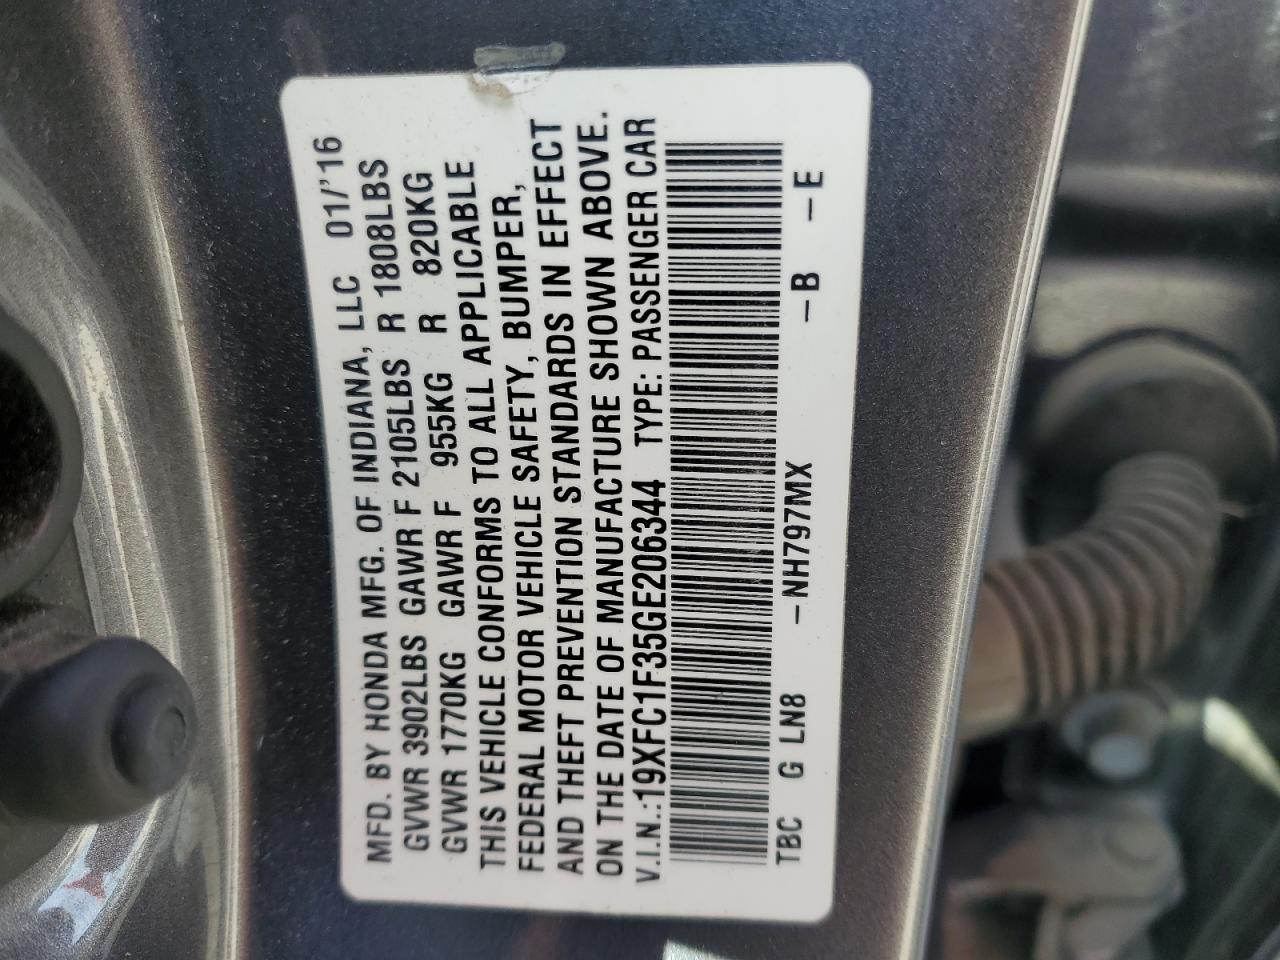 MFD. BY HONDA MFG. OF INDIANA, LLC 01/'16
GVWR 3902LBS GAWR F 2105LBS R 1808LBS
GVWR 1770KG GAWR F 955KG R 820KG
THIS VEHICLE CONFORMS TO ALL APPLICABLE
FEDERAL MOTOR VEHICLE SAFETY, BUMPER,
AND THEFT PREVENTION STANDARDS IN EFFECT
ON THE DATE OF MANUFACTURE SHOWN ABOVE.
V.I.N.:19XFC1F35GE206344 TYPE: PASSENGER CAR
TBC G LN8 -NH797MX -B -E